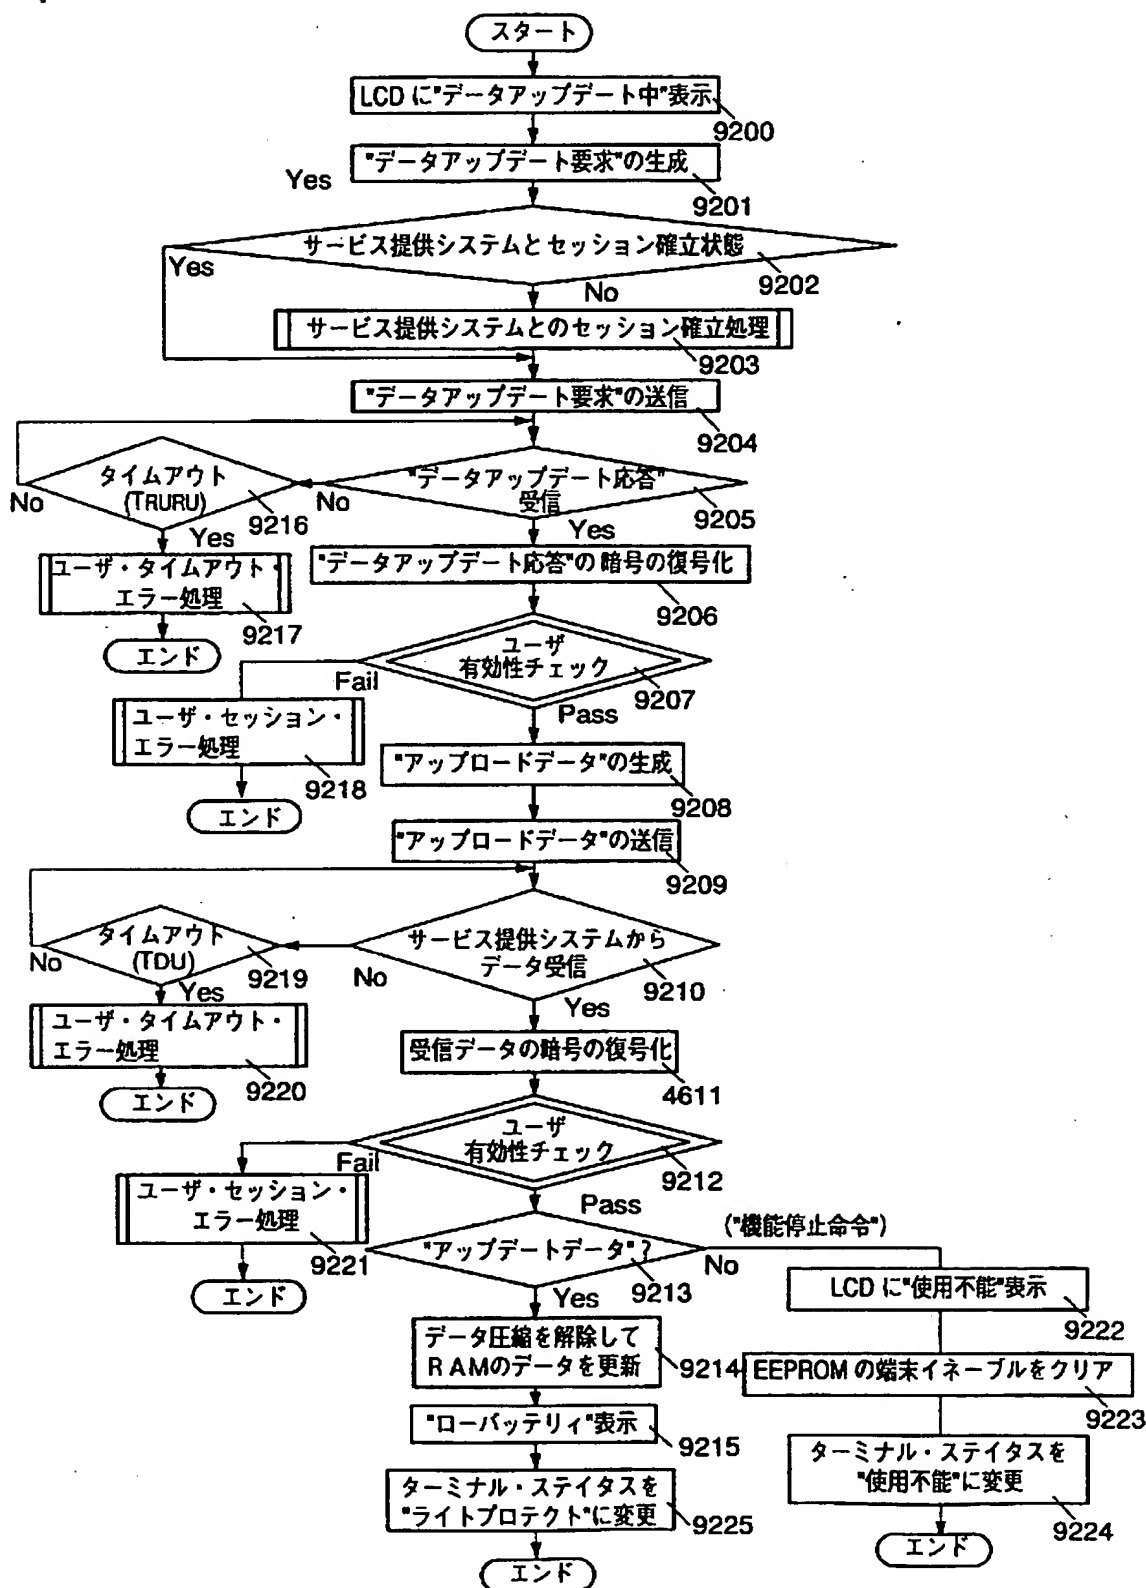 スタート
LCDに"データアップデート中"表示
9200
"データアップデート要求"の生成
Yes
9201
サービス提供システムとセッション確立状態
Yes
9202
No
サービス提供システムとのセッション確立処理
9203
"データアップデート要求"の送信
9204
タイムアウト
(TRURU)
No
9216
Yes
No
"データアップデート応答"
受信
9205
Yes
ユーザ・タイムアウト・
エラー処理
9217
エンド
"データアップデート応答"の暗号の復号化
9206
ユーザ
有効性チェック
9207
Fail
Pass
ユーザ・セッション・
エラー処理
9218
エンド
"アップロードデータ"の生成
9208
"アップロードデータ"の送信
9209
タイムアウト
(TDU)
No
9219
Yes
No
サービス提供システムから
データ受信
9210
Yes
ユーザ・タイムアウト・
エラー処理
9220
エンド
受信データの暗号の復号化
4611
ユーザ
有効性チェック
9212
Fail
Pass
ユーザ・セッション・
エラー処理
9221
エンド
"アップデートデータ"?
9213
("機能停止命令")
No
Yes
LCDに"使用不能"表示
9222
データ圧縮を解除して
RAMのデータを更新
9214
EEPROMの端末イネーブルをクリア
9223
"ローバッテリィ"表示
9215
ターミナル・ステイタスを
"使用不能"に変更
9224
ターミナル・ステイタスを
"ライトプロテクト"に変更
9225
エンド
エンド